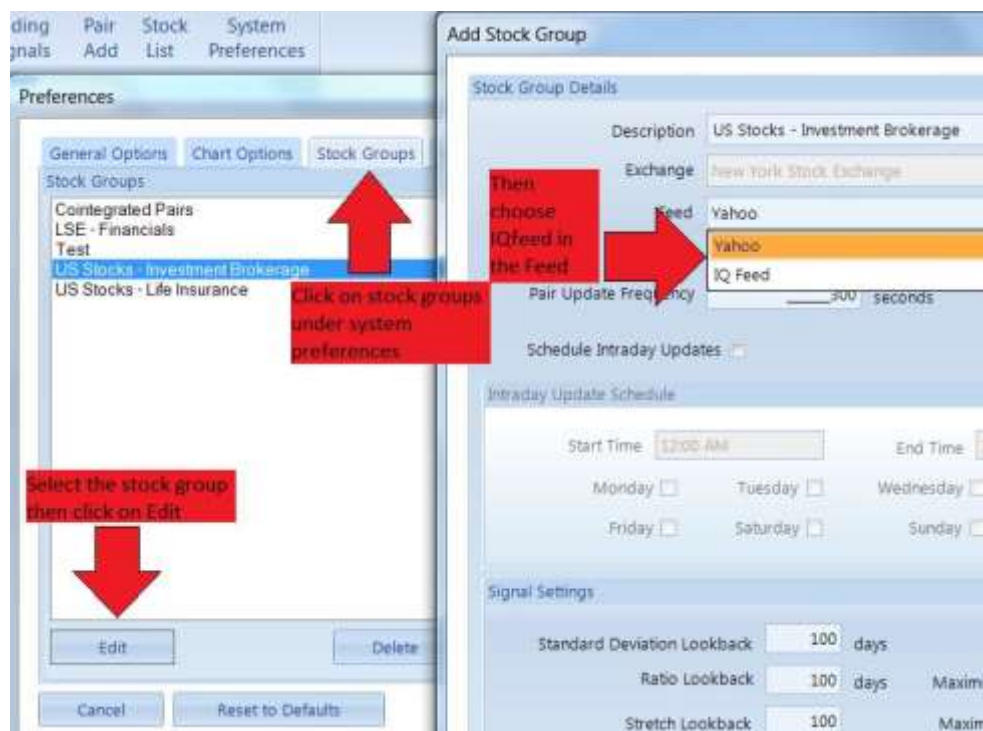 ding Pair Stock System
gnals Add List Preferences
Preferences
General Options Chart Options Stock Groups
Stock Groups
Cointegrated Pairs
LSE - Financials
Test
US Stocks - Investment Brokerage
US Stocks - Life Insurance
Click on stock groups
under system
preferences
Select the stock group
then click on Edit
Edit Delete
Cancel Reset to Defaults
Add Stock Group
Stock Group Details
Description US Stocks - Investment Brokerage
Exchange New York Stock Exchange
Then
choose
IQfeed in
the Feed
Feed Yahoo
Yahoo
IQ Feed
Pair Update Frequency 300 seconds
Schedule Intraday Updates
Intraday Update Schedule
Start Time 12:00 AM End Time
Monday Tuesday Wednesday
Friday Saturday Sunday
Signal Settings
Standard Deviation Lookback 100 days
Ratio Lookback 100 days Maxim
Stretch Lookback 100 Maxim